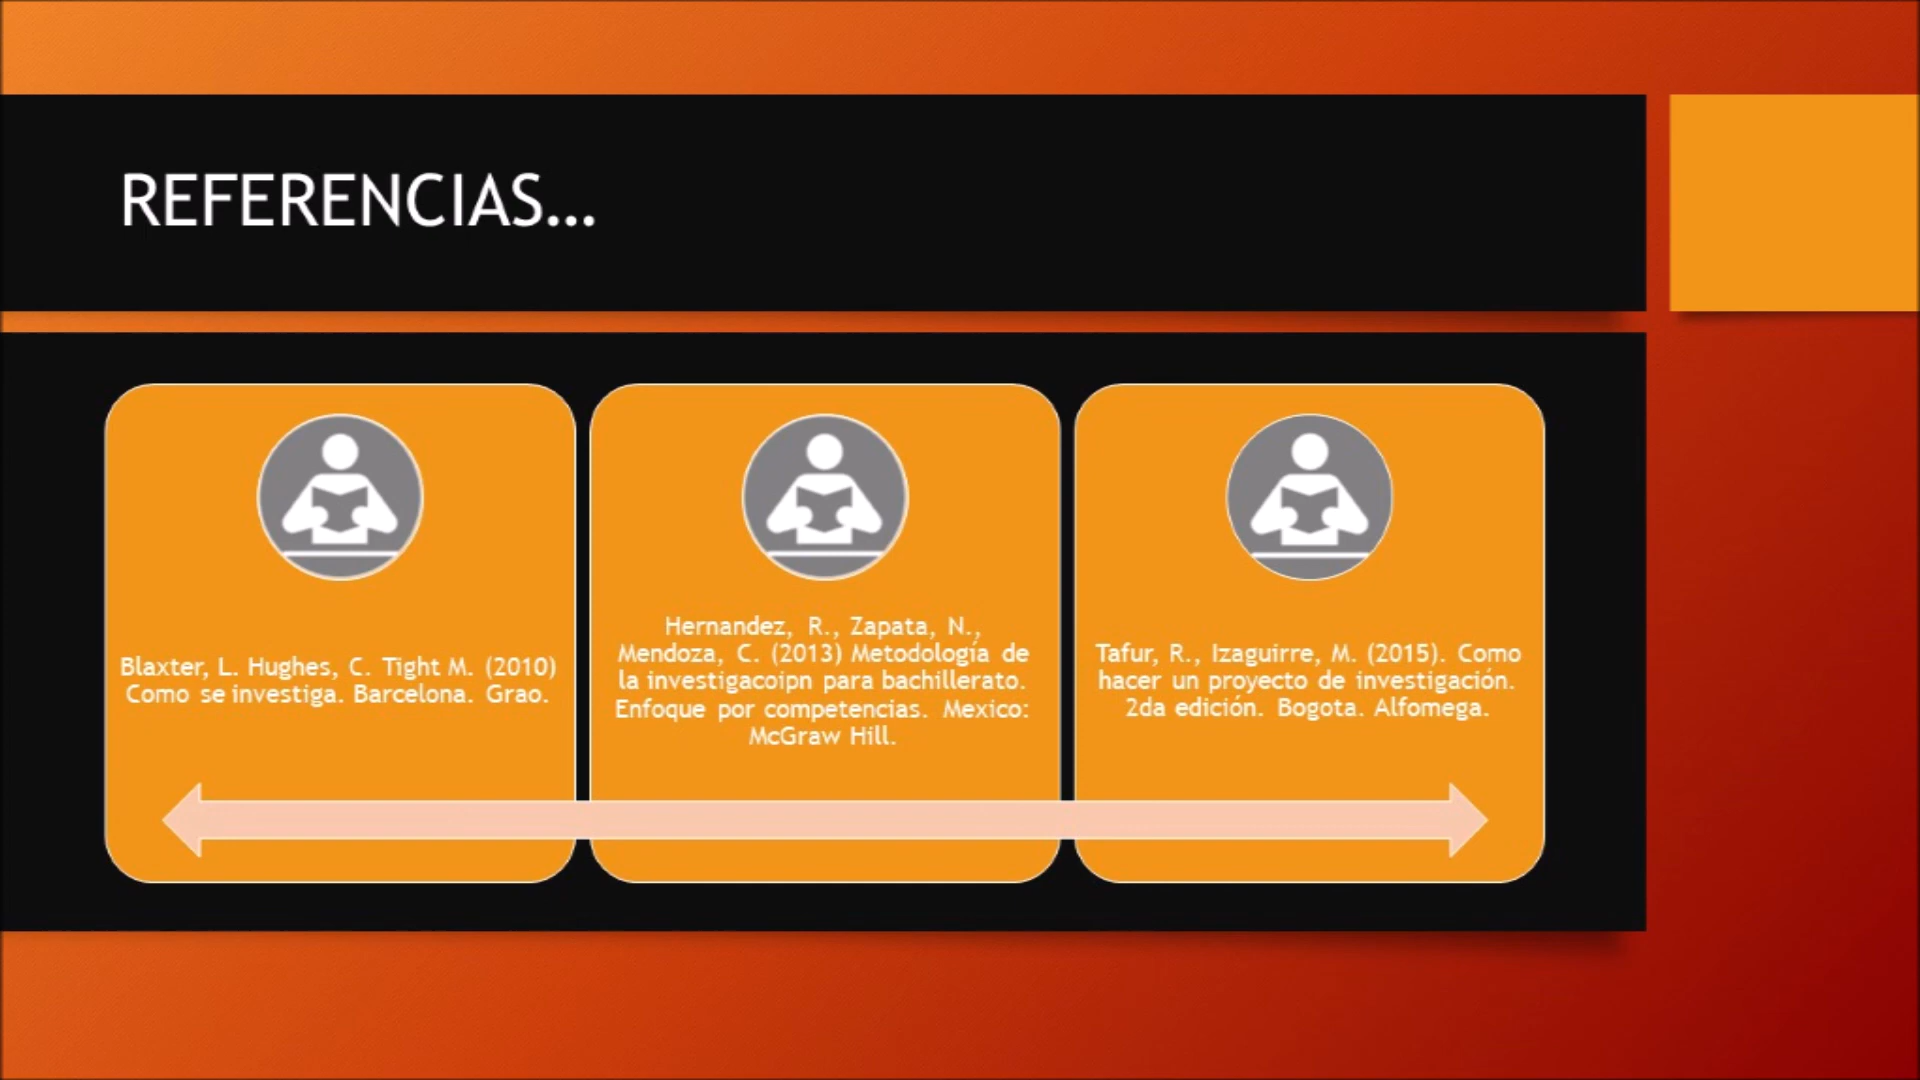 REFERENCIAS...
Blaxter, L. Hughes, C. Tight M. (2010)
Como se investiga. Barcelona. Grao.
Hernandez, R., Zapata, N.,
Mendoza, C. (2013) Metodología de
la investigacoipn para bachillerato.
Enfoque por competencias. Mexico:
McGraw Hill.
Tafur, R., Izaguirre, M. (2015). Como
hacer un proyecto de investigación.
2da edición. Bogota. Alfomega.